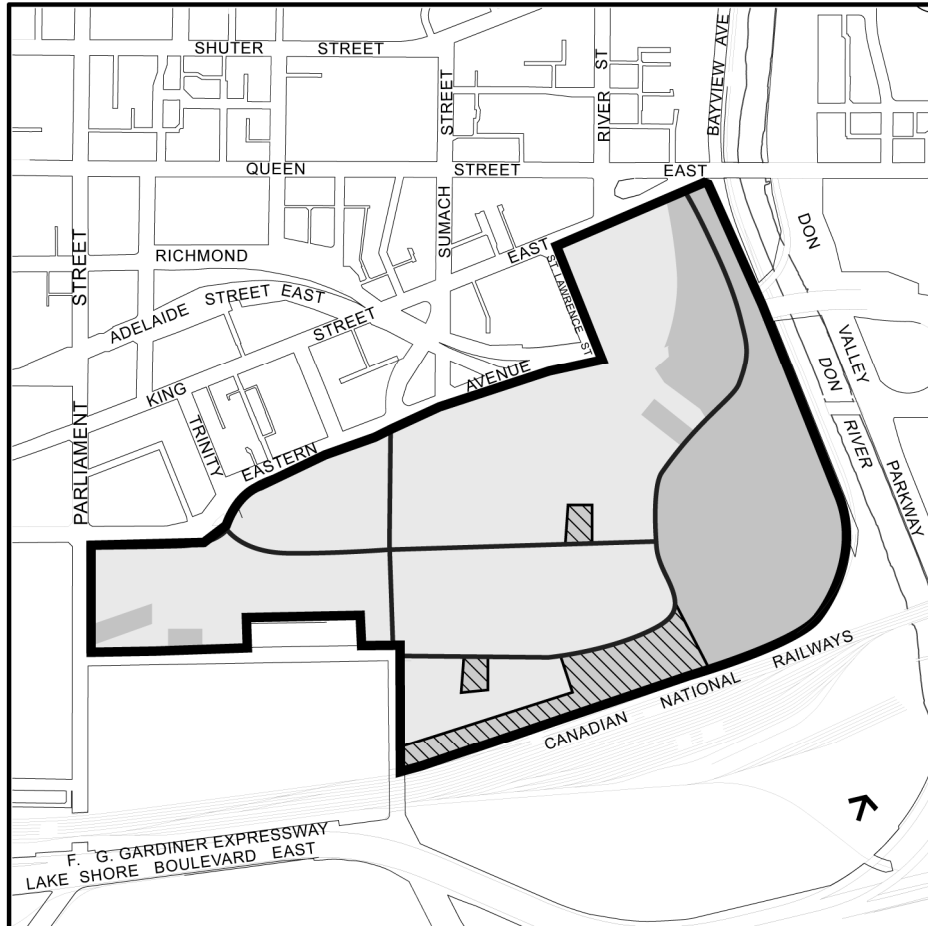 SHUTER STREET
STREET
RIVER ST
BAYVIEW AVE
QUEEN STREET EAST
SUMACH
STREET
RICHMOND
ADELAIDE STREET EAST
KING STREET EAST
ST LAWRENCE ST
DON VALLEY PARKWAY
DON RIVER
AVENUE
EASTERN
TRINITY
PARLIAMENT
CANADIAN NATIONAL RAILWAYS
F. G. GARDINER EXPRESSWAY
LAKE SHORE BOULEVARD EAST